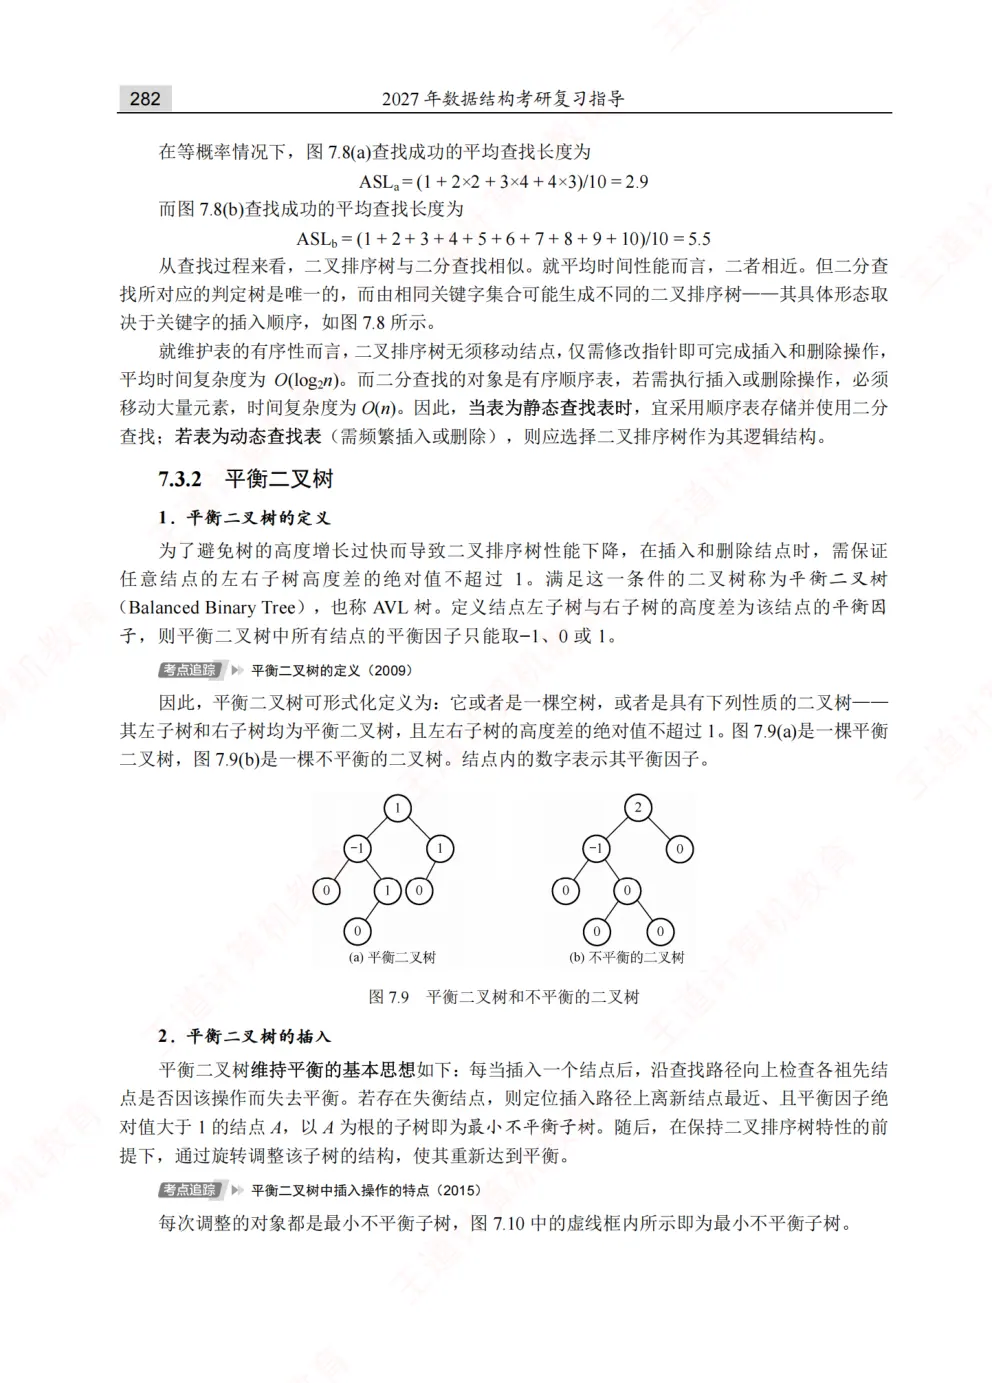 282
2027 年数据结构考研复习指导
在等概率情况下，图 7.8(a)查找成功的平均查找长度为
ASLa = (1 + 2×2 + 3×4 + 4×3)/10 = 2.9
而图 7.8(b)查找成功的平均查找长度为
ASLb = (1 + 2 + 3 + 4 + 5 + 6 + 7 + 8 + 9 + 10)/10 = 5.5
从查找过程来看，二叉排序树与二分查找相似。就平均时间性能而言，二者相近。但二分查
找所对应的判定树是唯一的，而由相同关键字集合可能生成不同的二叉排序树——其具体形态取
决于关键字的插入顺序，如图 7.8 所示。
就维护表的有序性而言，二叉排序树无须移动结点，仅需修改指针即可完成插入和删除操作，
平均时间复杂度为 O(log2n)。而二分查找的对象是有序顺序表，若需执行插入或删除操作，必须
移动大量元素，时间复杂度为 O(n)。因此，当表为静态查找表时，宜采用顺序表存储并使用二分
查找；若表为动态查找表（需频繁插入或删除），则应选择二叉排序树作为其逻辑结构。
7.3.2 平衡二叉树
1．平衡二叉树的定义
为了避免树的高度增长过快而导致二叉排序树性能下降，在插入和删除结点时，需保证
任意结点的左右子树高度差的绝对值不超过 1。满足这一条件的二叉树称为平衡二叉树
（Balanced Binary Tree），也称 AVL 树。定义结点左子树与右子树的高度差为该结点的平衡因
子，则平衡二叉树中所有结点的平衡因子只能取−1、0 或 1。
考点追踪 平衡二叉树的定义（2009）
因此，平衡二叉树可形式化定义为：它或者是一棵空树，或者是具有下列性质的二叉树——
其左子树和右子树均为平衡二叉树，且左右子树的高度差的绝对值不超过 1。图 7.9(a)是一棵平衡
二叉树，图 7.9(b)是一棵不平衡的二叉树。结点内的数字表示其平衡因子。
1 2
−1 1 −1 0
0 1 0 0 0
0 0 0
(a) 平衡二叉树 (b) 不平衡的二叉树
图 7.9 平衡二叉树和不平衡的二叉树
2．平衡二叉树的插入
平衡二叉树维持平衡的基本思想如下：每当插入一个结点后，沿查找路径向上检查各祖先结
点是否因该操作而失去平衡。若存在失衡结点，则定位插入路径上离新结点最近、且平衡因子绝
对值大于 1 的结点 A，以 A 为根的子树即为最小不平衡子树。随后，在保持二叉排序树特性的前
提下，通过旋转调整该子树的结构，使其重新达到平衡。
考点追踪 平衡二叉树中插入操作的特点（2015）
每次调整的对象都是最小不平衡子树，图 7.10 中的虚线框内所示即为最小不平衡子树。
王道计算机教育